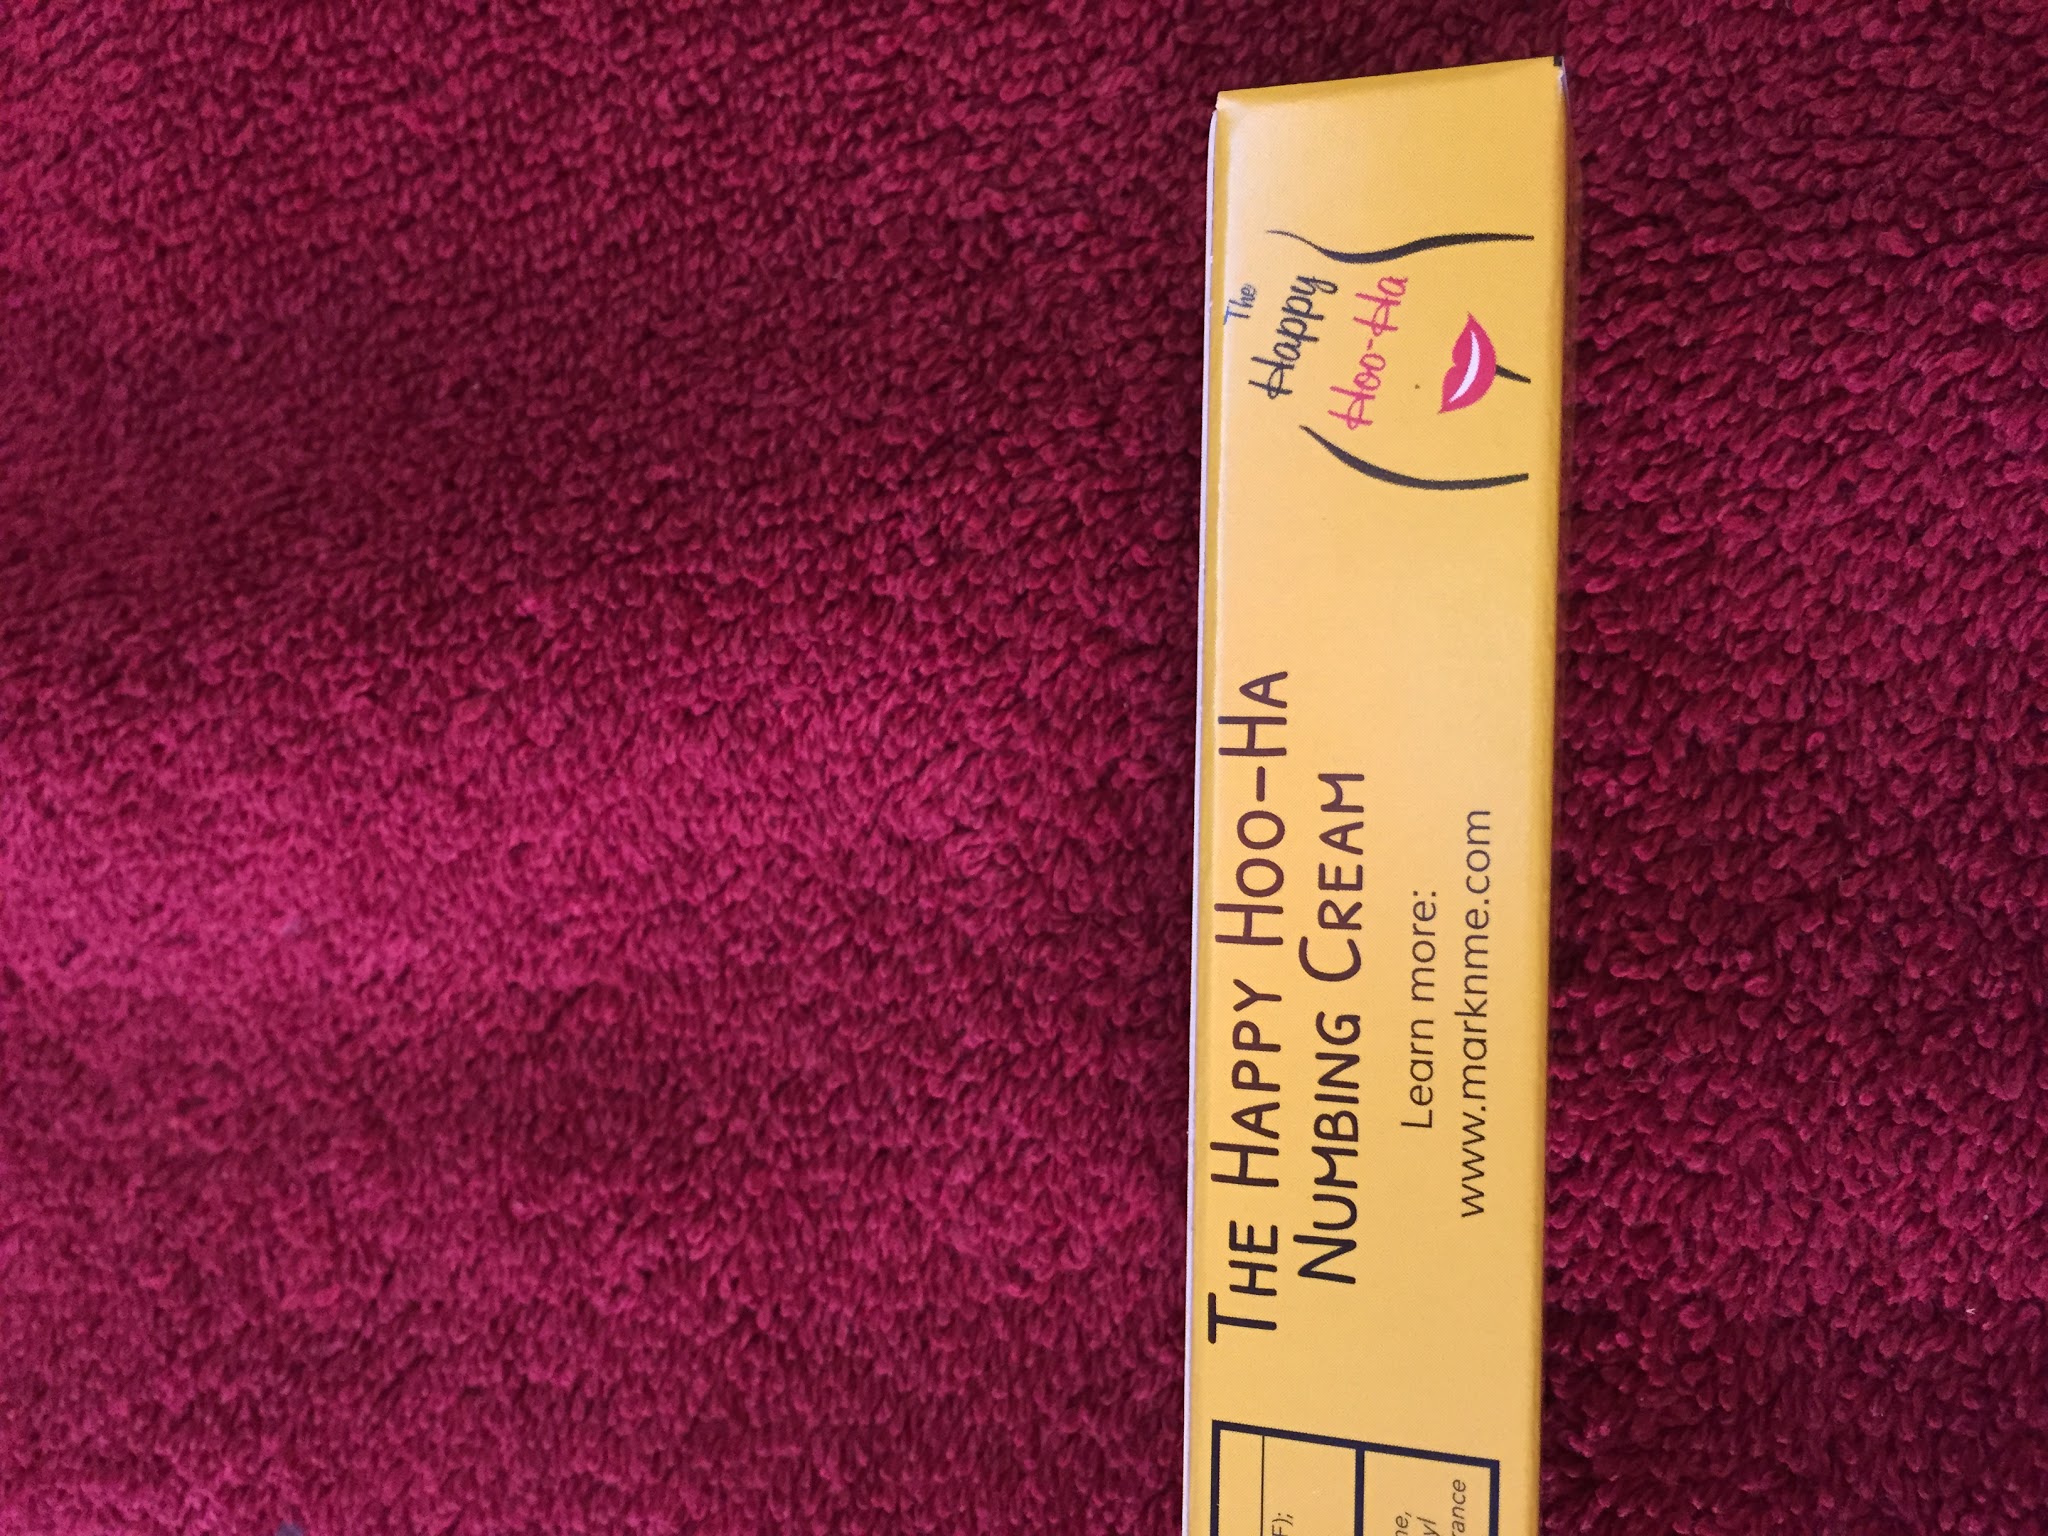 The
Happy
Hoo-Ha
THE HAPPY HOO-HA
NUMBING CREAM
Learn more:
www.marknme.com
F);